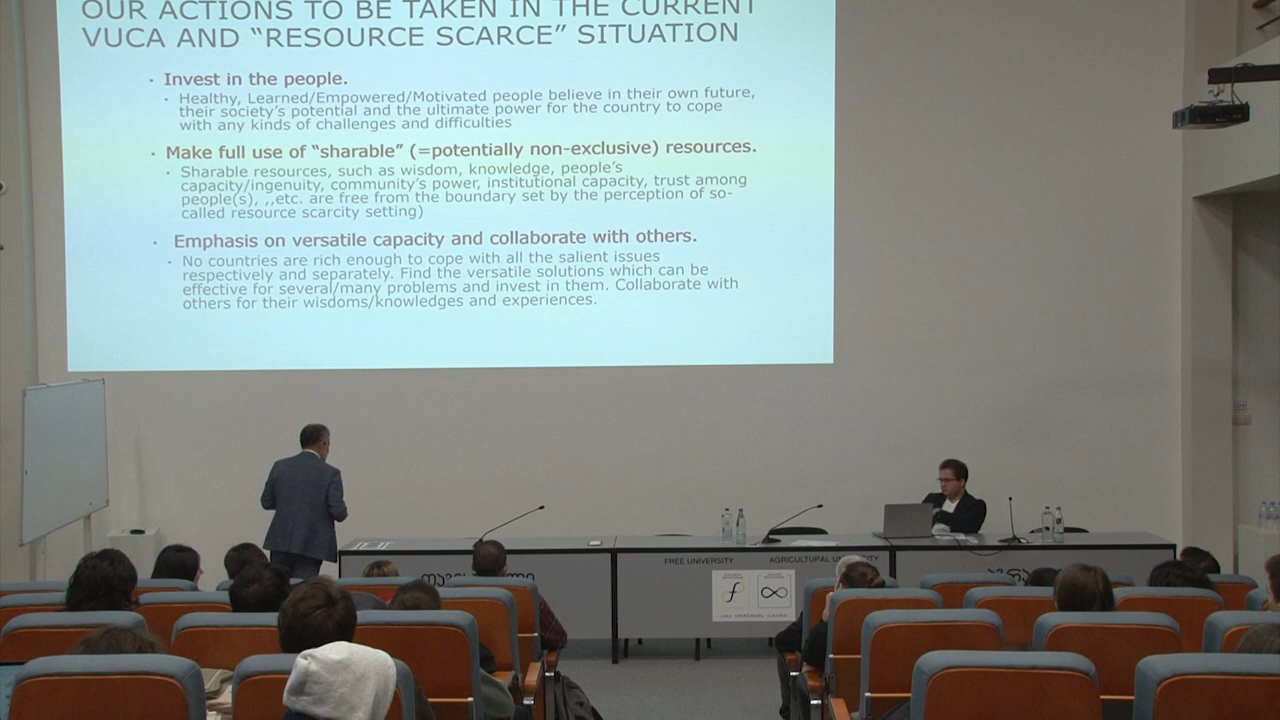 OUR ACTIONS TO BE TAKEN IN THE CURRENT
VUCA AND “RESOURCE SCARCE” SITUATION
• Invest in the people.
• Healthy, Learned/Empowered/Motivated people believe in their own future,
their society’s potential and the ultimate power for the country to cope
with any kinds of challenges and difficulties
• Make full use of “sharable” (=potentially non-exclusive) resources.
• Sharable resources, such as wisdom, knowledge, people’s
capacity/ingenuity, community’s power, institutional capacity, trust among
people(s), ,,etc. are free from the boundary set by the perception of so-
called resource scarcity setting)
• Emphasis on versatile capacity and collaborate with others.
• No countries are rich enough to cope with all the salient issues
respectively and separately. Find the versatile solutions which can be
effective for several/many problems and invest in them. Collaborate with
others for their wisdoms/knowledges and experiences.
FREE UNIVERSITY
AGRICULTURAL UNIVERSITY